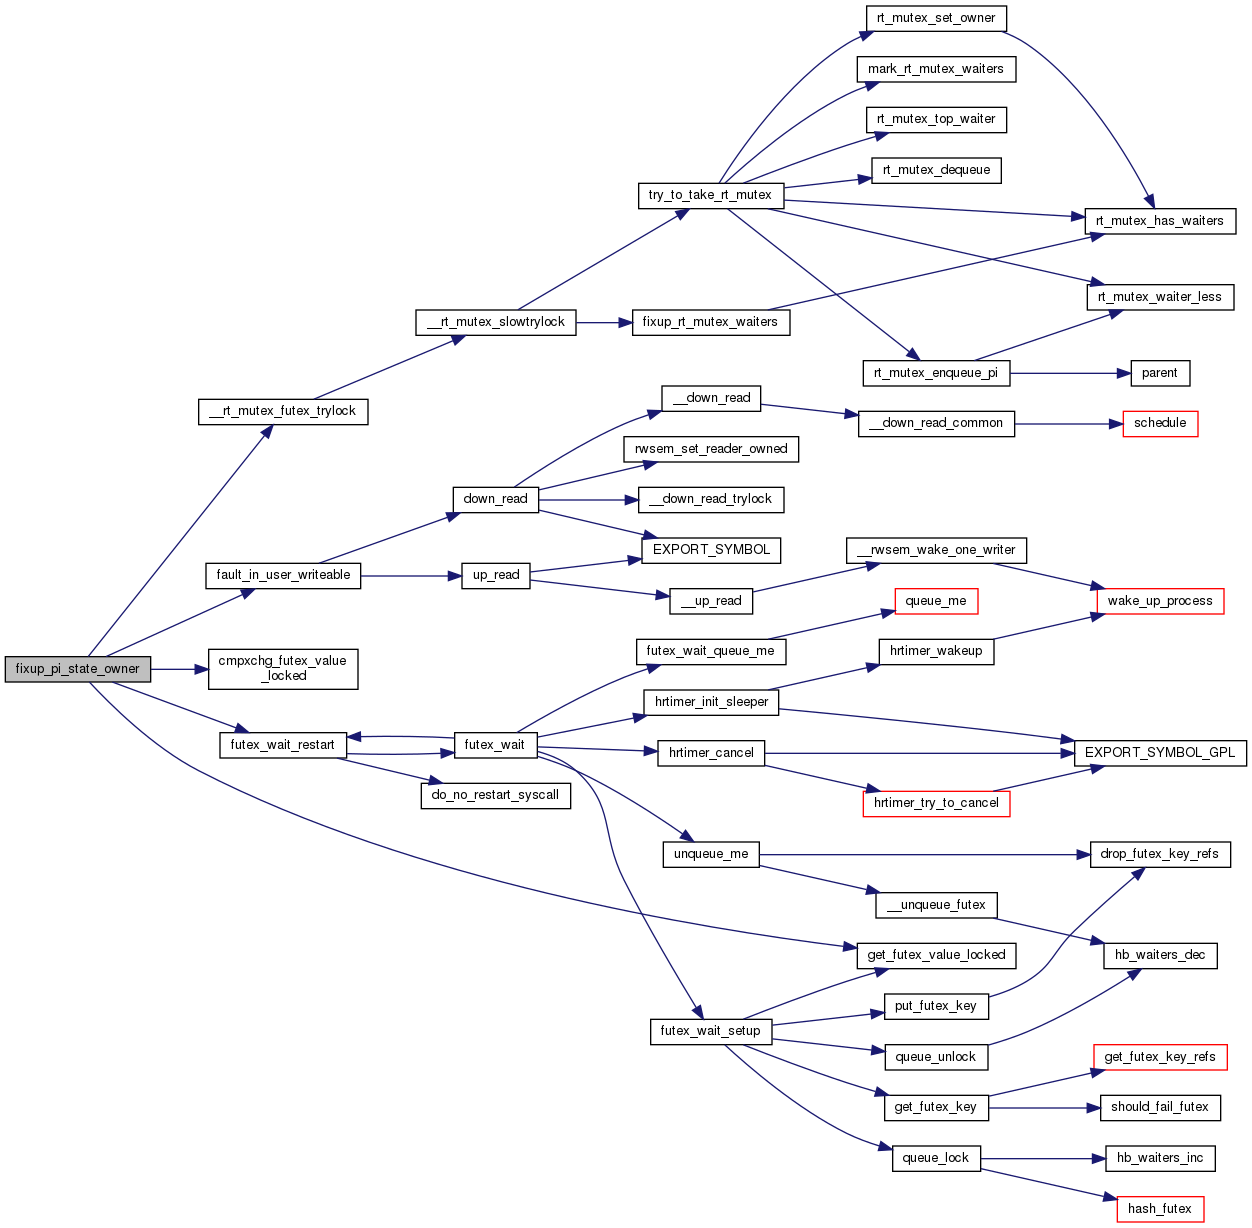 rt_mutex_set_owner
mark_rt_mutex_waiters
rt_mutex_top_waiter
rt_mutex_dequeue
try_to_take_rt_mutex
rt_mutex_has_waiters
rt_mutex_waiter_less
__rt_mutex_slowtrylock
fixup_rt_mutex_waiters
rt_mutex_enqueue_pi
parent
__rt_mutex_futex_trylock
__down_read
__down_read_common
schedule
rwsem_set_reader_owned
down_read
__down_read_trylock
EXPORT_SYMBOL
__rwsem_wake_one_writer
fault_in_user_writeable
up_read
__up_read
queue_me
wake_up_process
fixup_pi_state_owner
cmpxchg_futex_value
_locked
futex_wait_queue_me
hrtimer_wakeup
hrtimer_init_sleeper
futex_wait_restart
futex_wait
hrtimer_cancel
EXPORT_SYMBOL_GPL
do_no_restart_syscall
hrtimer_try_to_cancel
unqueue_me
drop_futex_key_refs
__unqueue_futex
get_futex_value_locked
hb_waiters_dec
put_futex_key
futex_wait_setup
queue_unlock
get_futex_key_refs
get_futex_key
should_fail_futex
queue_lock
hb_waiters_inc
hash_futex